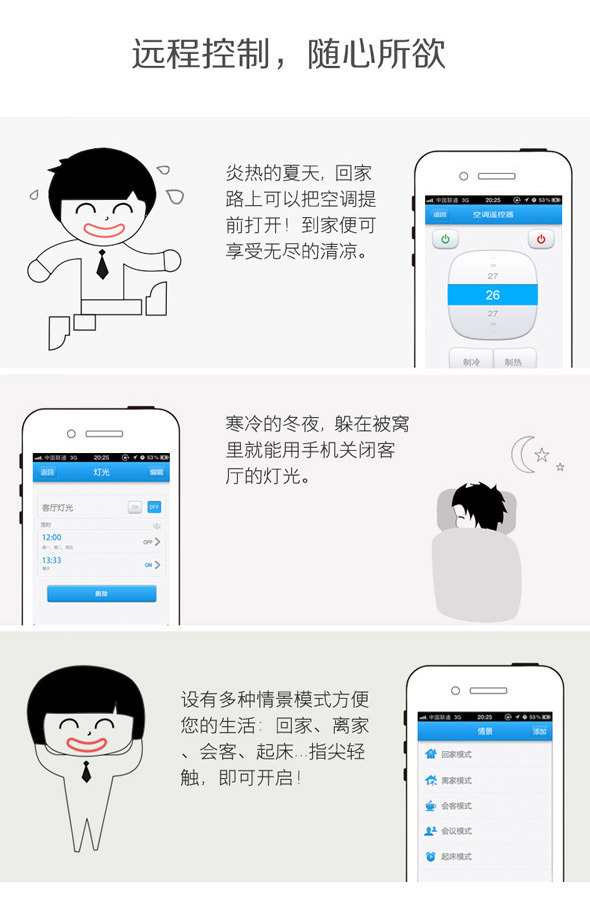 远程控制，随心所欲
炎热的夏天，回家
路上可以把空调提
前打开！到家便可
享受无尽的清凉。
中国联通 3G 20:25 53%
返回 空调遥控器
27
26
27
制冷 制热
中国联通 3G 20:25 53%
返回 灯光 编辑
客厅灯光 ON OFF
定时
12:00 OFF
周一、周二、周五
13:33 ON
每天
删除
寒冷的冬夜，躲在被窝
里就能用手机关闭客
厅的灯光。
设有多种情景模式方便
您的生活：回家、离家
、会客、起床...指尖轻
触，即可开启！
中国联通 3G 20:25 53%
情景 添加
回家模式
离家模式
会客模式
会议模式
起床模式